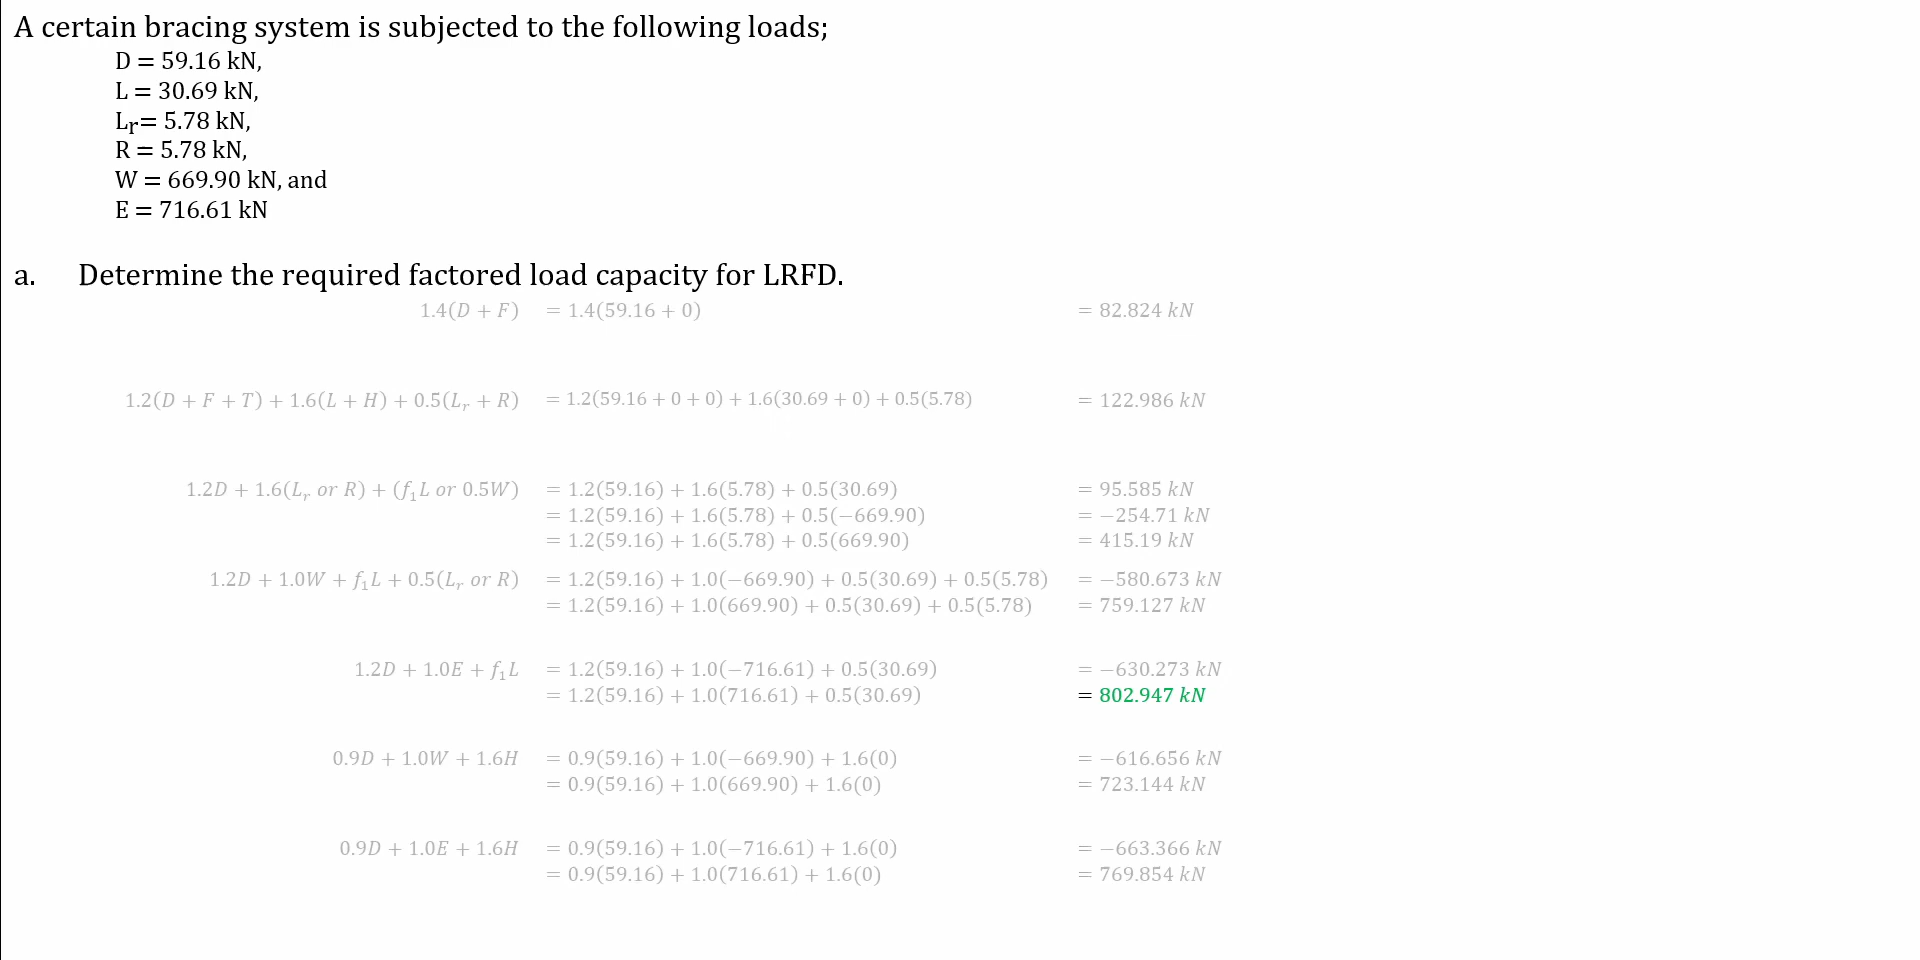 A certain bracing system is subjected to the following loads;
D = 59.16 kN,
L = 30.69 kN,
Lr= 5.78 kN,
R = 5.78 kN,
W = 669.90 kN, and
E = 716.61 kN
a. Determine the required factored load capacity for LRFD.
1.4(D + F) = 1.4(59.16 + 0) = 82.824 kN
1.2(D + F + T) + 1.6(L + H) + 0.5(Lᵣ + R) = 1.2(59.16 + 0 + 0) + 1.6(30.69 + 0) + 0.5(5.78) = 122.986 kN
1.2D + 1.6(Lᵣ or R) + (f₁L or 0.5W) = 1.2(59.16) + 1.6(5.78) + 0.5(30.69) = 95.585 kN
= 1.2(59.16) + 1.6(5.78) + 0.5(−669.90) = −254.71 kN
= 1.2(59.16) + 1.6(5.78) + 0.5(669.90) = 415.19 kN
1.2D + 1.0W + f₁L + 0.5(Lᵣ or R) = 1.2(59.16) + 1.0(−669.90) + 0.5(30.69) + 0.5(5.78) = −580.673 kN
= 1.2(59.16) + 1.0(669.90) + 0.5(30.69) + 0.5(5.78) = 759.127 kN
1.2D + 1.0E + f₁L = 1.2(59.16) + 1.0(−716.61) + 0.5(30.69) = −630.273 kN
= 1.2(59.16) + 1.0(716.61) + 0.5(30.69) = 802.947 kN
0.9D + 1.0W + 1.6H = 0.9(59.16) + 1.0(−669.90) + 1.6(0) = −616.656 kN
= 0.9(59.16) + 1.0(669.90) + 1.6(0) = 723.144 kN
0.9D + 1.0E + 1.6H = 0.9(59.16) + 1.0(−716.61) + 1.6(0) = −663.366 kN
= 0.9(59.16) + 1.0(716.61) + 1.6(0) = 769.854 kN